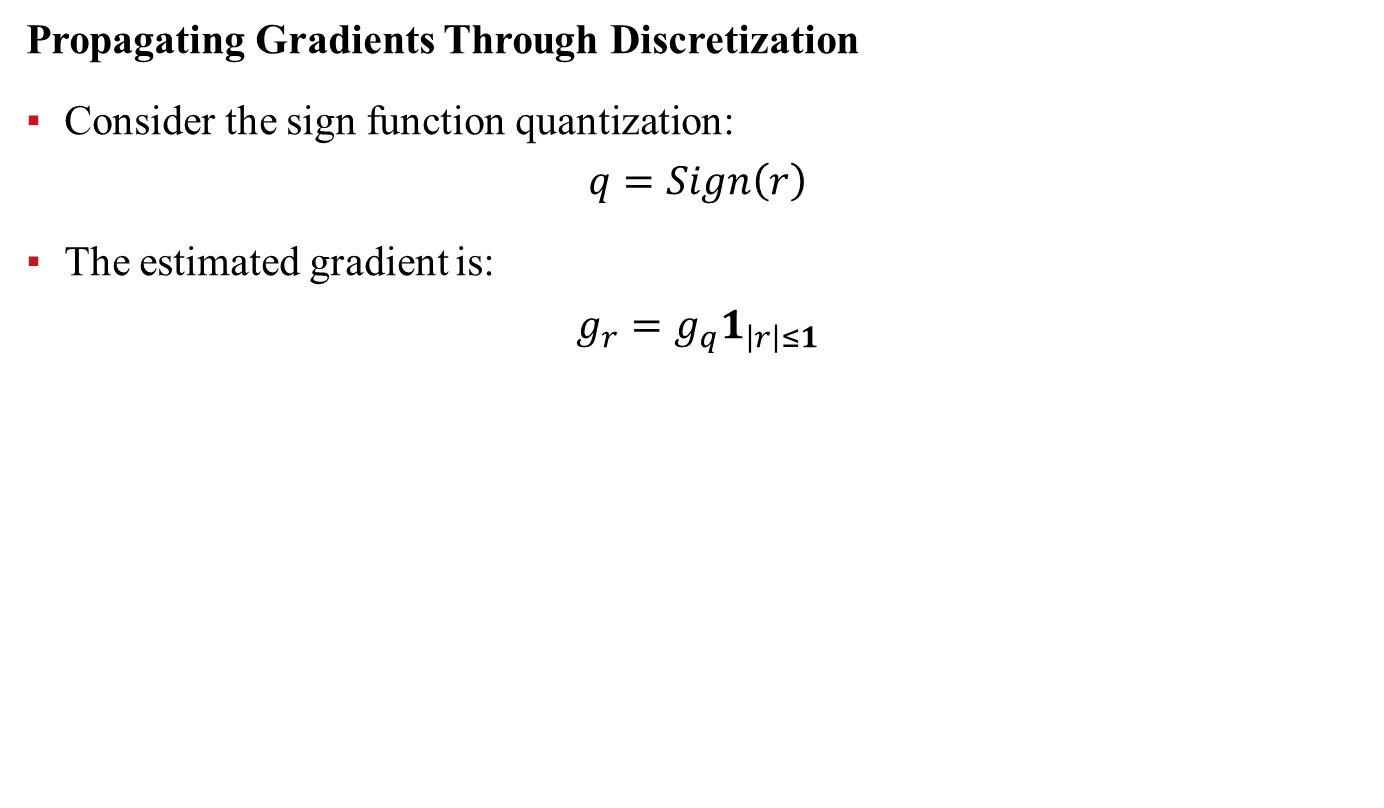 Propagating Gradients Through Discretization
▪ Consider the sign function quantization:
𝑞 = 𝑆𝑖𝑔𝑛(𝑟)
▪ The estimated gradient is:
𝑔_𝑟 = 𝑔_𝑞 𝟏_{|𝑟|≤𝟏}